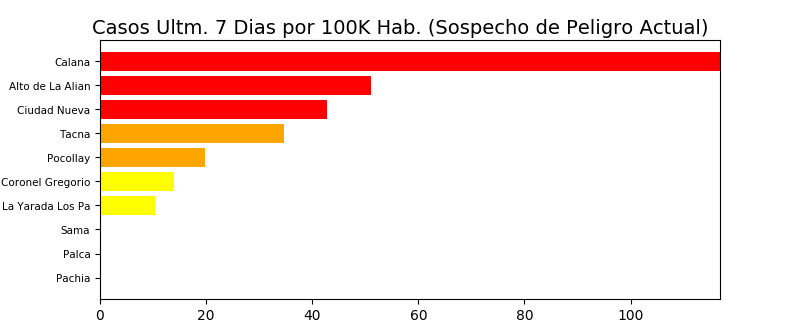 Casos Ultm. 7 Dias por 100K Hab. (Sospecho de Peligro Actual)
Calana
Alto de La Alian
Ciudad Nueva
Tacna
Pocollay
Coronel Gregorio
La Yarada Los Pa
Sama
Palca
Pachia
0 20 40 60 80 100